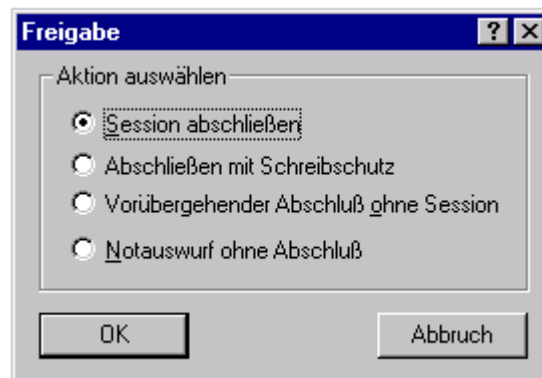 Freigabe
Aktion auswählen
Session abschließen
Abschließen mit Schreibschutz
Vorübergehender Abschluß ohne Session
Notauswurf ohne Abschluß
OK Abbruch